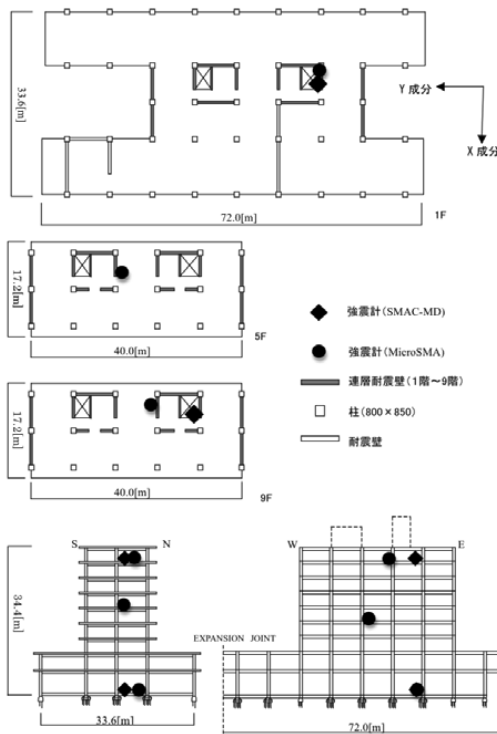 33.6[m]
Y 成分
X 成分
72.0[m]
1F
17.2[m]
40.0[m]
5F
17.2[m]
40.0[m]
9F
強震計(SMAC-MD)
強震計(MicroSMA)
連層耐震壁(1階~9階)
柱(800×850)
耐震壁
S
N
W
E
34.4[m]
EXPANSION JOINT
33.6[m]
72.0[m]